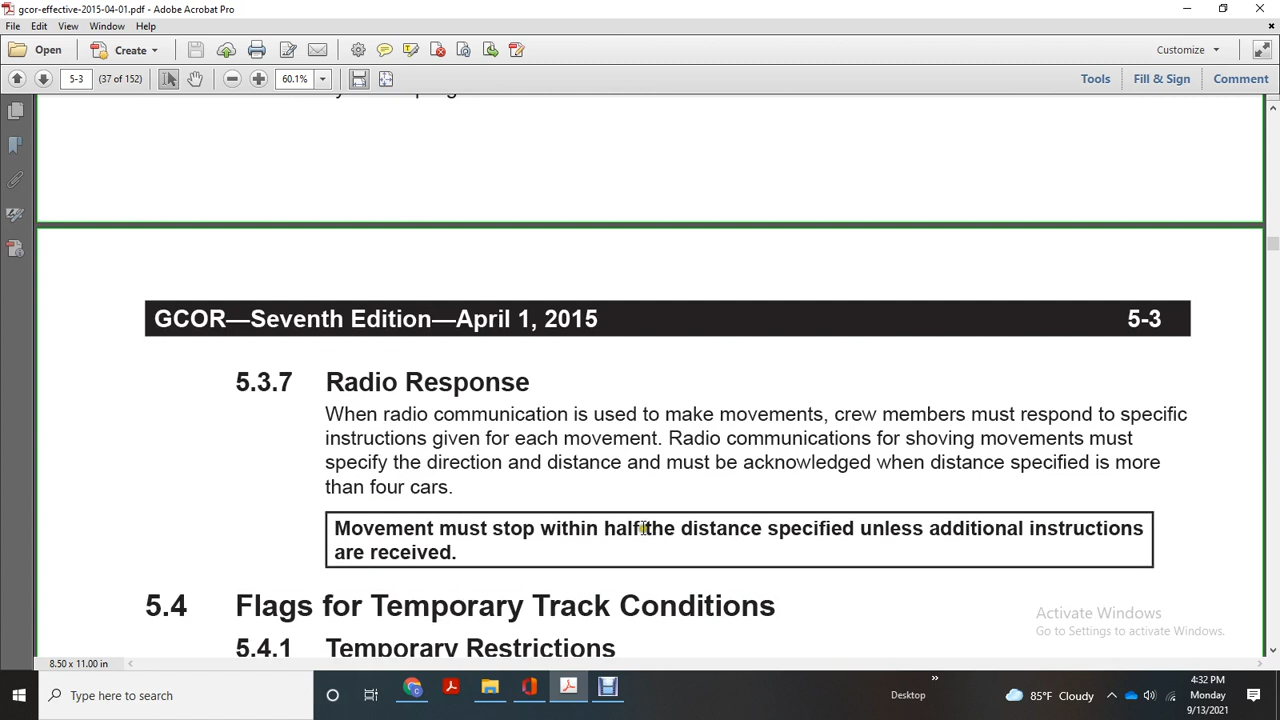 gcor-effective-2015-04-01.pdf - Adobe Acrobat Pro
File Edit View Window Help
Open Create Customize
5-3 (37 of 152) 60.1% Tools Fill & Sign Comment
GCOR—Seventh Edition—April 1, 2015 5-3
5.3.7 Radio Response
When radio communication is used to make movements, crew members must respond to specific
instructions given for each movement. Radio communications for shoving movements must
specify the direction and distance and must be acknowledged when distance specified is more
than four cars.
Movement must stop within half the distance specified unless additional instructions
are received.
5.4 Flags for Temporary Track Conditions
5.4.1 Temporary Restrictions
Activate Windows
Go to Settings to activate Windows.
8.50 x 11.00 in
Type here to search
Desktop
85°F Cloudy
4:32 PM
Monday
9/13/2021